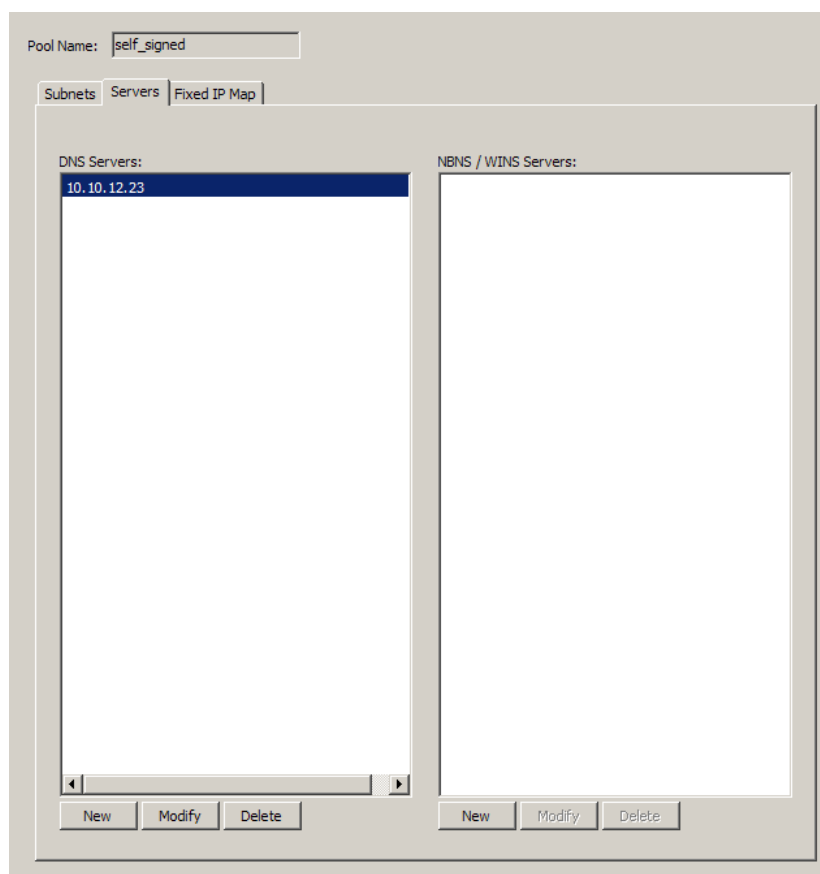 Pool Name: self_signed
Subnets Servers Fixed IP Map
DNS Servers:
10.10.12.23
New Modify Delete
NBNS / WINS Servers:
New Modify Delete